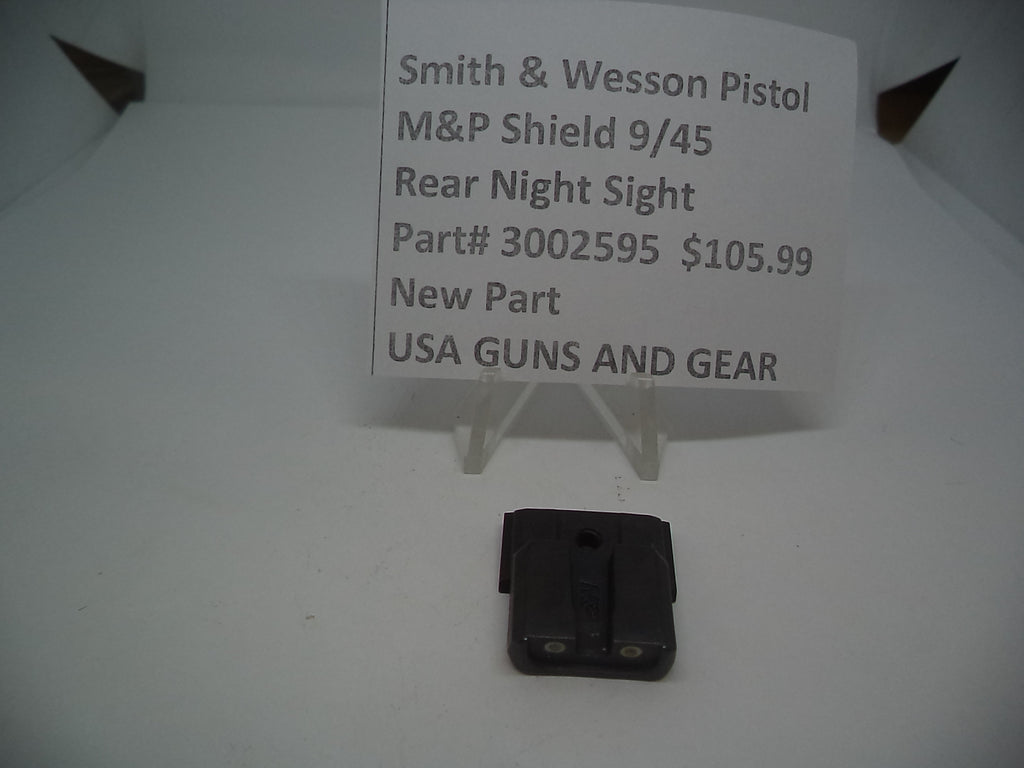 Smith & Wesson Pistol
M&P Shield 9/45
Rear Night Sight
Part# 3002595 $105.99
New Part
USA GUNS AND GEAR